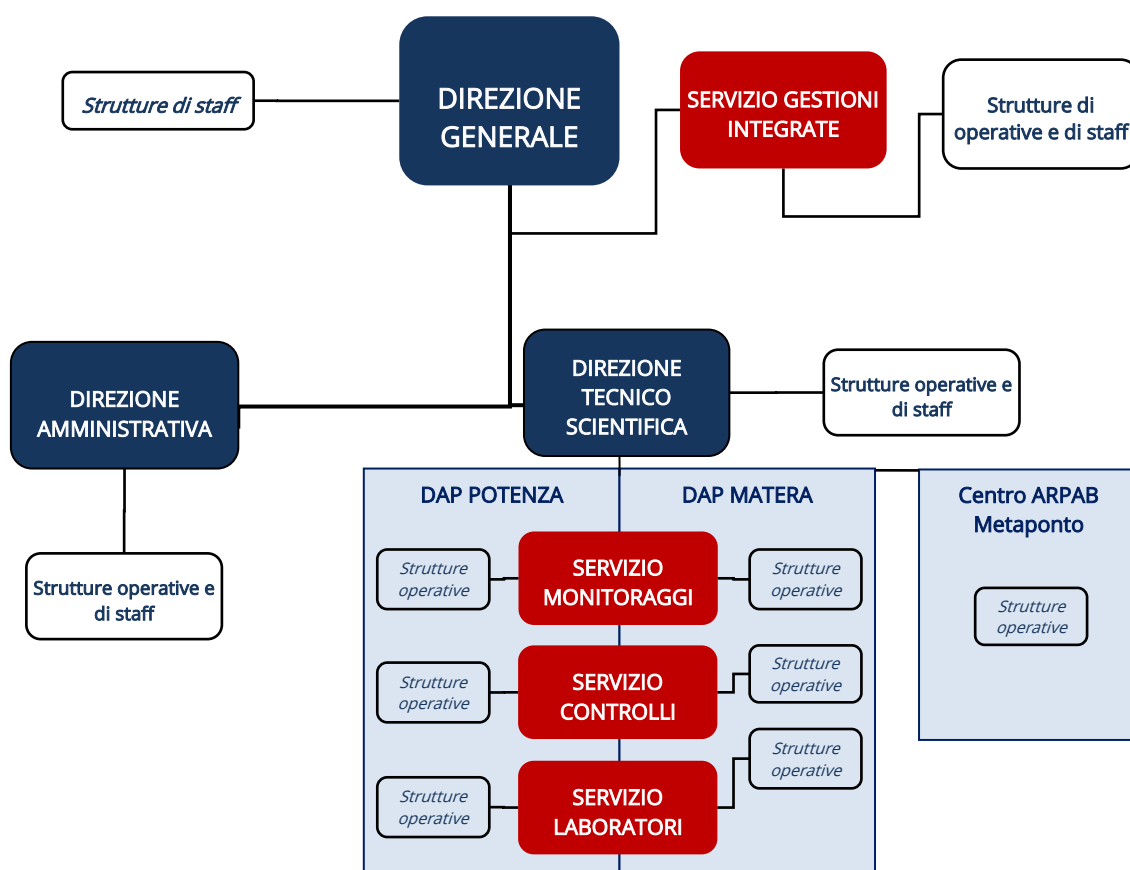 Strutture di staff
DIREZIONE
GENERALE
SERVIZIO GESTIONI
INTEGRATE
Strutture di
operative e di staff
DIREZIONE
AMMINISTRATIVA
DIREZIONE
TECNICO
SCIENTIFICA
Strutture operative e
di staff
Strutture operative e
di staff
DAP POTENZA
DAP MATERA
Centro ARPAB
Metaponto
Strutture
operative
SERVIZIO
MONITORAGGI
Strutture
operative
Strutture
operative
Strutture
operative
SERVIZIO
CONTROLLI
Strutture
operative
Strutture
operative
SERVIZIO
LABORATORI
Strutture
operative